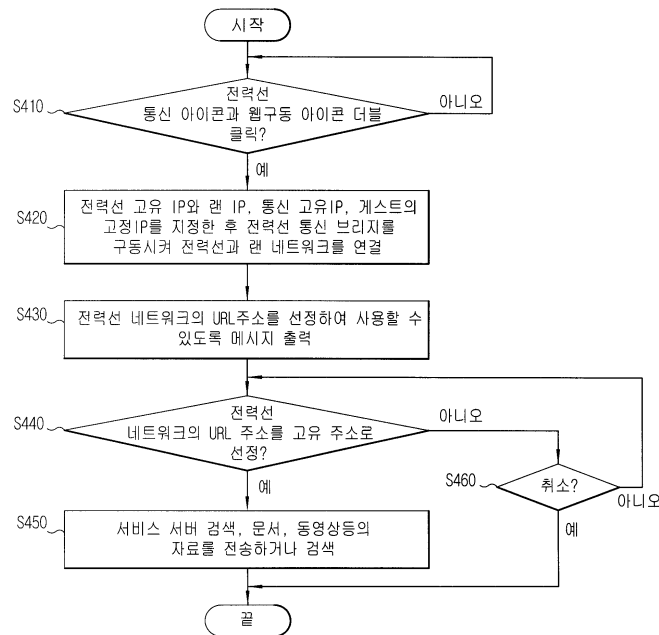 시작
S410
전력선
통신 아이콘과 웹구동 아이콘 더블
클릭?
아니오
예
S420
전력선 고유 IP와 랜 IP, 통신 고유IP, 게스트의
고정IP를 지정한 후 전력선 통신 브리지를
구동시켜 전력선과 랜 네트워크를 연결
S430
전력선 네트워크의 URL주소를 선정하여 사용할 수
있도록 메시지 출력
S440
전력선
네트워크의 URL 주소를 고유 주소로
선정?
아니오
예
S460
취소?
아니오
예
S450
서비스 서버 검색, 문서, 동영상등의
자료를 전송하거나 검색
끝